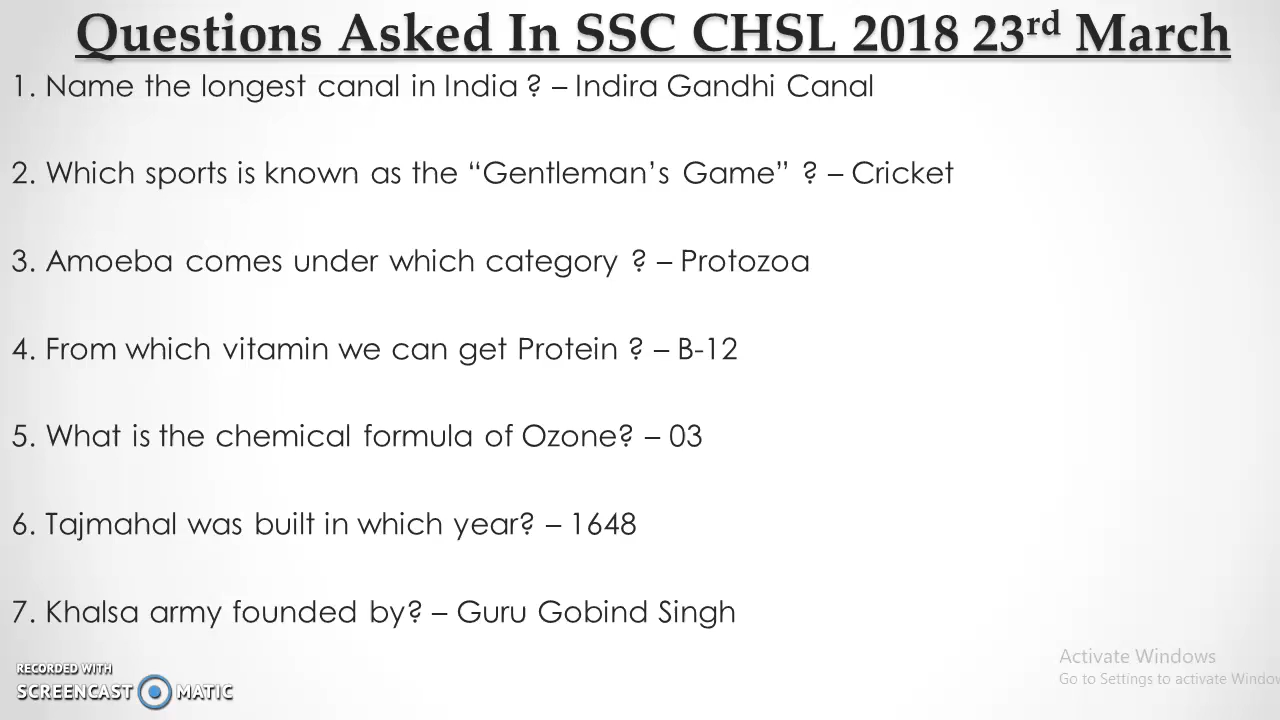 Questions Asked In SSC CHSL 2018 23rd March
1. Name the longest canal in India ? – Indira Gandhi Canal
2. Which sports is known as the “Gentleman’s Game” ? – Cricket
3. Amoeba comes under which category ? – Protozoa
4. From which vitamin we can get Protein ? – B-12
5. What is the chemical formula of Ozone? – 03
6. Tajmahal was built in which year? – 1648
7. Khalsa army founded by? – Guru Gobind Singh
RECORDED WITH
SCREENCAST MATIC
Activate Windows
Go to Settings to activate Window